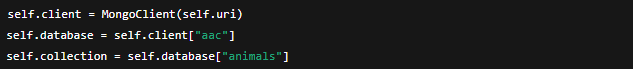 self.client = MongoClient(self.uri)
self.database = self.client["aac"]
self.collection = self.database["animals"]